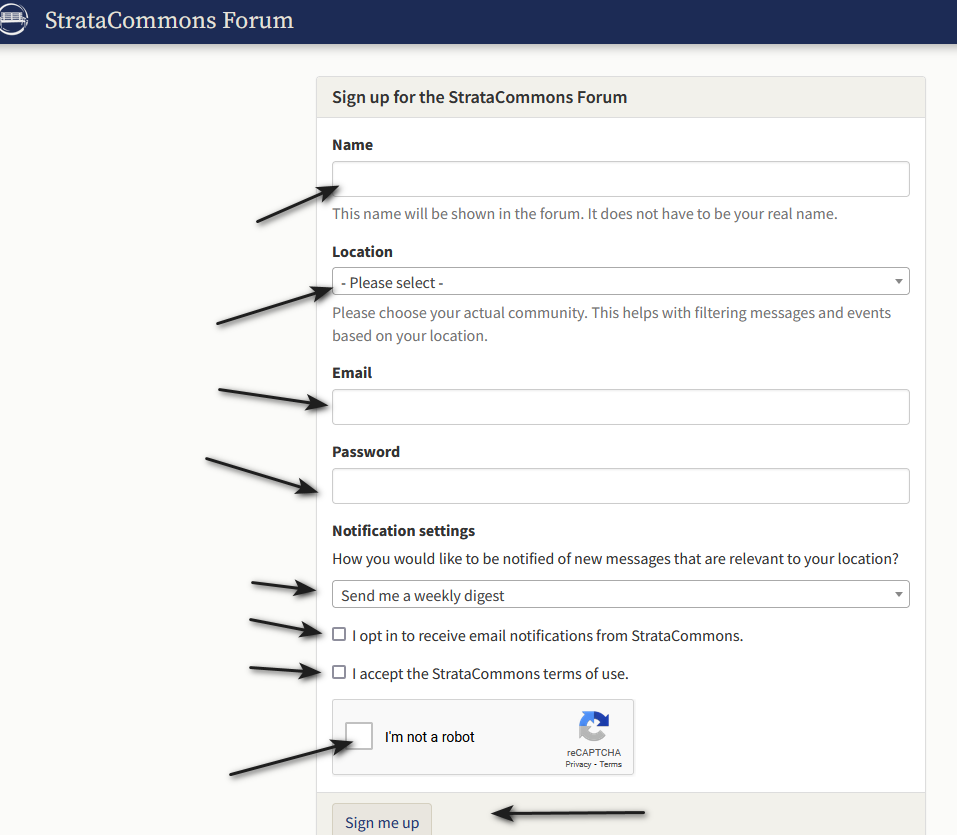 StrataCommons Forum
Sign up for the StrataCommons Forum
Name
This name will be shown in the forum. It does not have to be your real name.
Location
- Please select -
Please choose your actual community. This helps with filtering messages and events
based on your location.
Email
Password
Notification settings
How you would like to be notified of new messages that are relevant to your location?
Send me a weekly digest
I opt in to receive email notifications from StrataCommons.
I accept the StrataCommons terms of use.
I'm not a robot
reCAPTCHA
Privacy - Terms
Sign me up